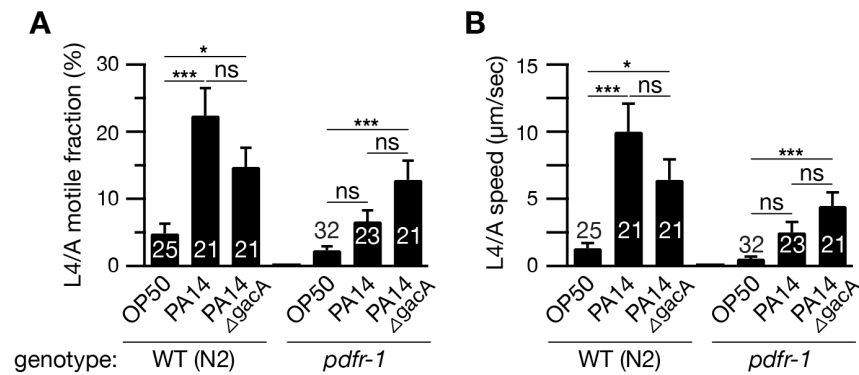 A
L4/A motile fraction (%)
30
20
10
0
*
***
ns
***
ns
ns
25
21
21
32
23
21
OP50
PA14
PA14
ΔgacA
OP50
PA14
PA14
ΔgacA
genotype:
WT (N2)
pdfr-1
B
L4/A speed (μm/sec)
15
10
5
0
*
***
ns
***
ns
ns
25
21
21
32
23
21
OP50
PA14
PA14
ΔgacA
OP50
PA14
PA14
ΔgacA
WT (N2)
pdfr-1